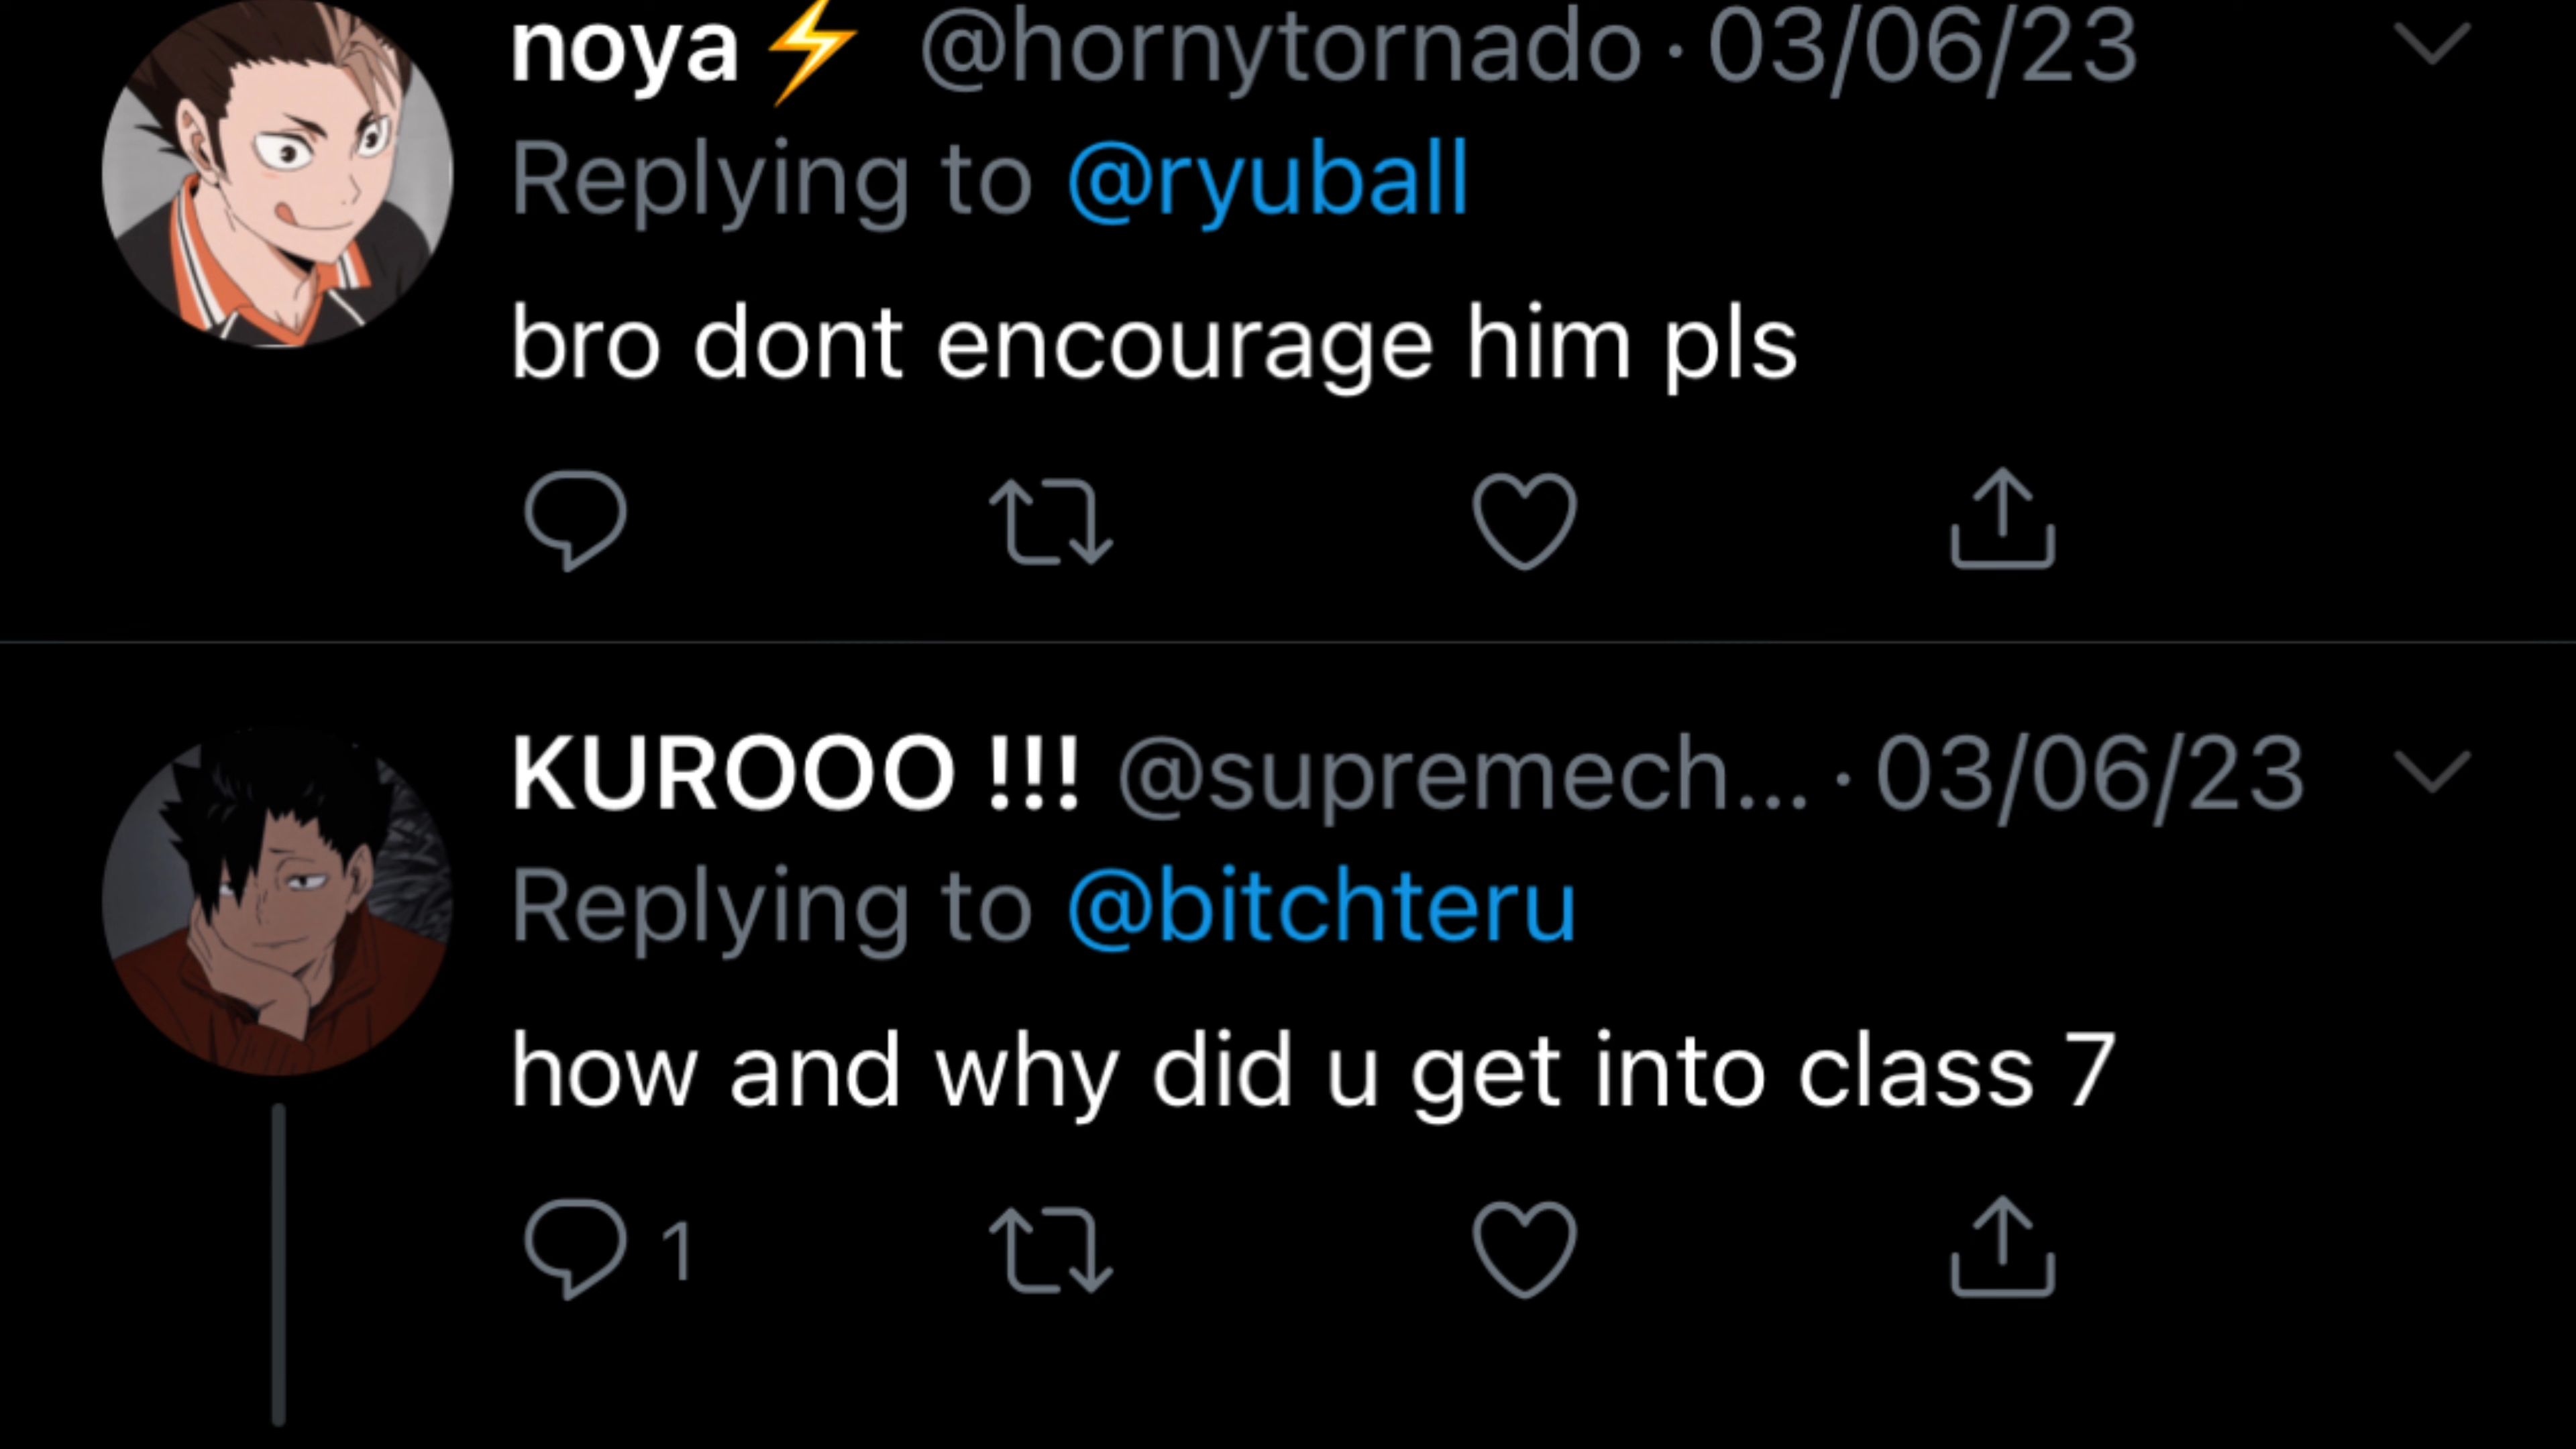 noya⚡ @hornytornado · 03/06/23
Replying to @ryuball
bro dont encourage him pls
KUROOO !!! @supremech... · 03/06/23
Replying to @bitchteru
how and why did u get into class 7
1